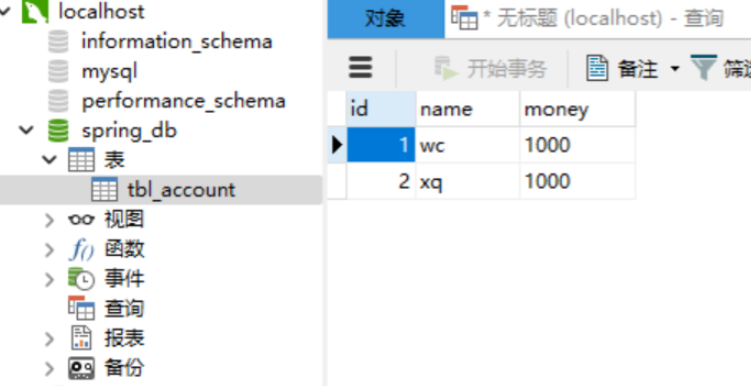 localhost
information_schema
mysql
performance_schema
spring_db
表
tbl_account
视图
函数
事件
查询
报表
备份
对象 * 无标题 (localhost) - 查询
开始事务 备注
id name money
1 wc 1000
2 xq 1000